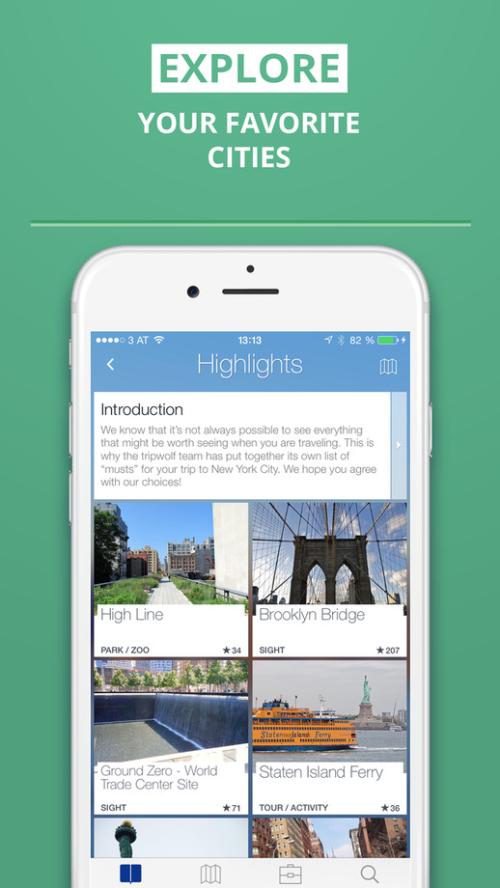 EXPLORE
YOUR FAVORITE
CITIES
3 AT
13:13
82 %
Highlights
Introduction
We know that it's not always possible to see everything
that might be worth seeing when you are traveling. This is
why the tripwolf team has put together its own list of
“musts” for your trip to New York City. We hope you agree
with our choices!
High Line
PARK / ZOO ★34
Brooklyn Bridge
SIGHT ★207
Staten Island Ferry
Ground Zero - World
Trade Center Site
SIGHT ★71
Staten Island Ferry
TOUR / ACTIVITY ★36